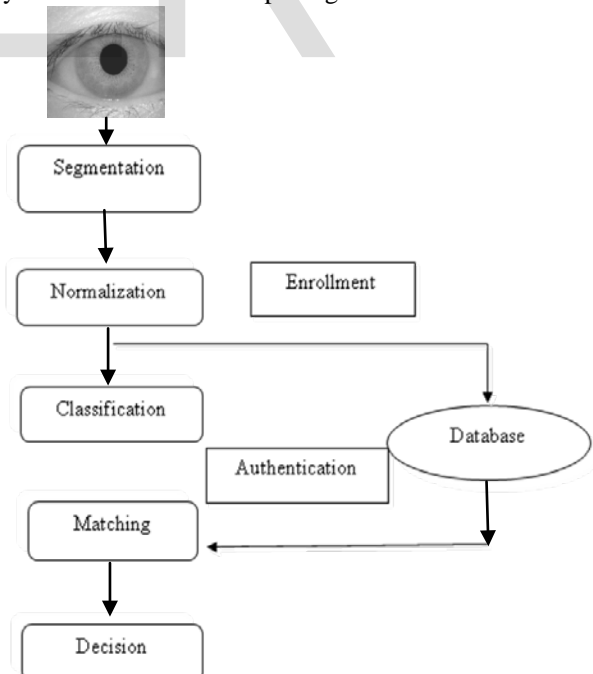 Segmentation
Normalization
Enrollment
Classification
Database
Authentication
Matching
Decision